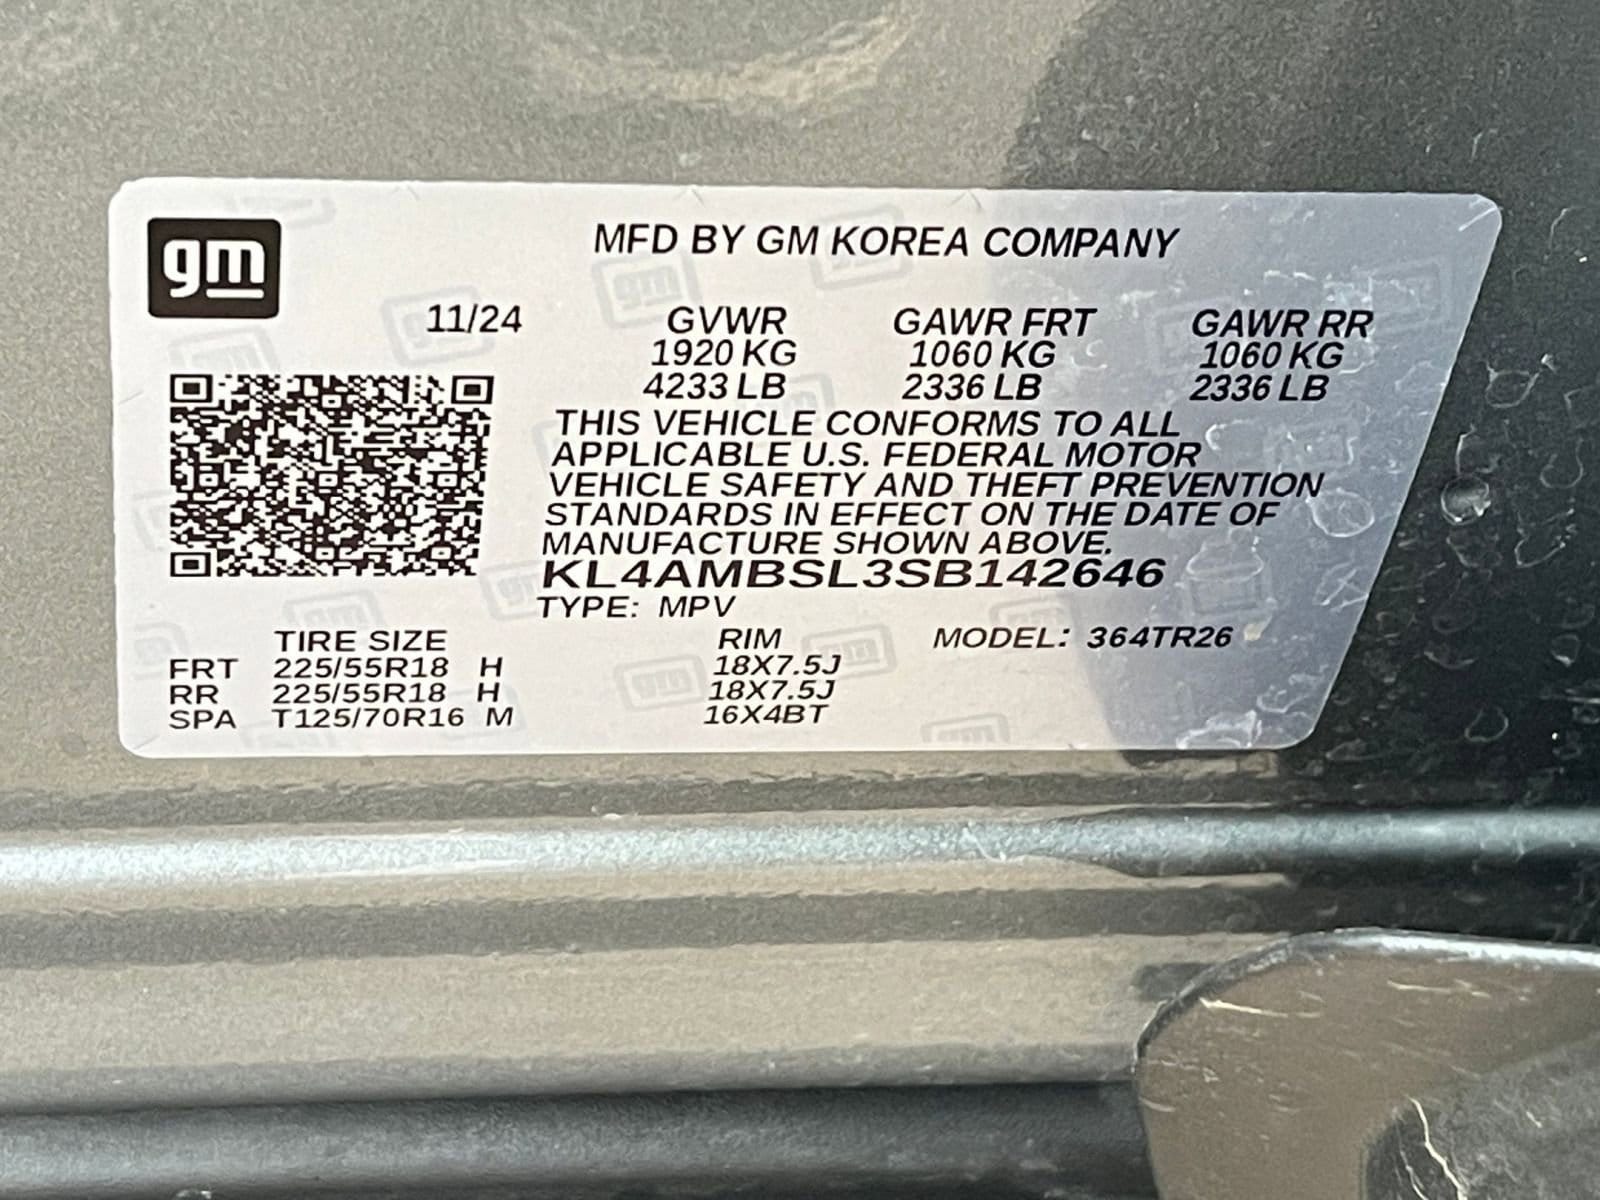 gm
MFD BY GM KOREA COMPANY
11/24 GVWR GAWR FRT GAWR RR
1920 KG 1060 KG 1060 KG
4233 LB 2336 LB 2336 LB
THIS VEHICLE CONFORMS TO ALL
APPLICABLE U.S. FEDERAL MOTOR
VEHICLE SAFETY AND THEFT PREVENTION
STANDARDS IN EFFECT ON THE DATE OF
MANUFACTURE SHOWN ABOVE.
KL4AMBSL3SB142646
TYPE: MPV
TIRE SIZE RIM MODEL: 364TR26
FRT 225/55R18 H 18X7.5J
RR 225/55R18 H 18X7.5J
SPA T125/70R16 M 16X4BT